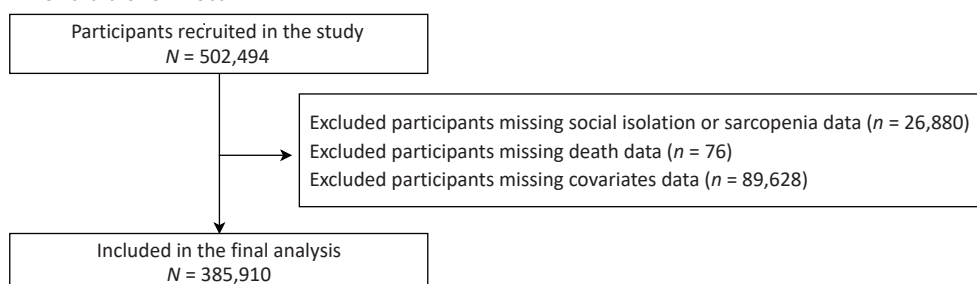 Participants recruited in the study
N = 502,494
Excluded participants missing social isolation or sarcopenia data (n = 26,880)
Excluded participants missing death data (n = 76)
Excluded participants missing covariates data (n = 89,628)
Included in the final analysis
N = 385,910